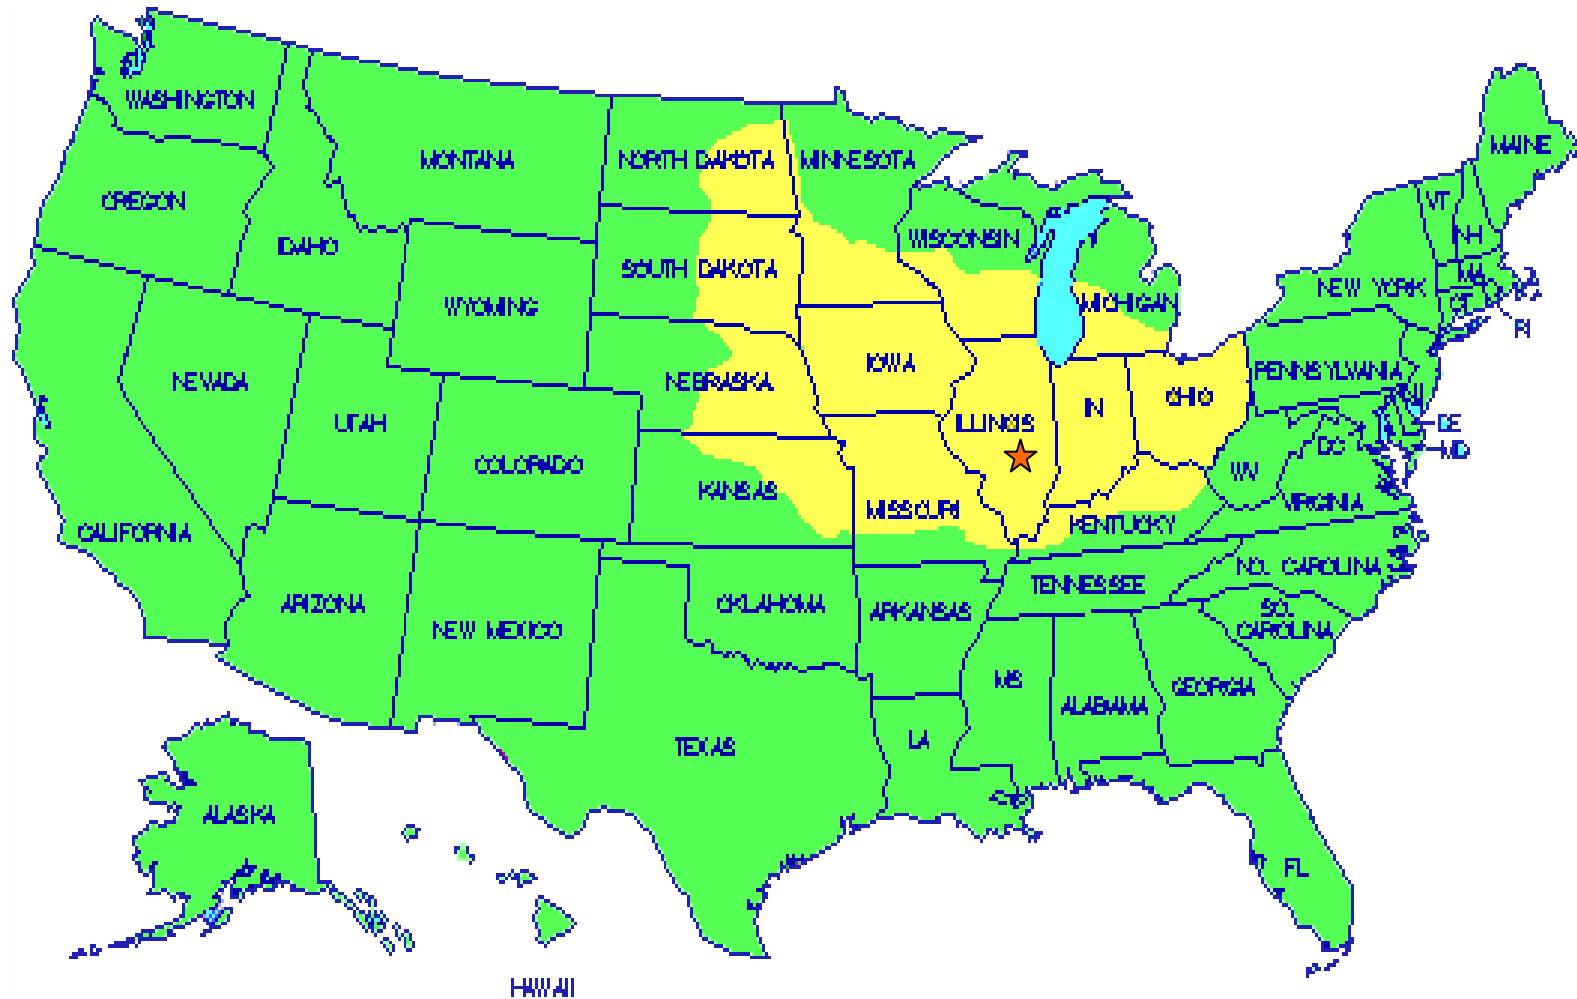 WASHINGTON
MONTANA
NORTH DAKOTA
MINNESOTA
MAINE
OREGON
IDAHO
WISCONSIN
VT
NH
SOUTH DAKOTA
WYOMING
MICHIGAN
NEW YORK
MA
CT
RI
NEVADA
UTAH
NEBRASKA
IOWA
ILLINOIS
IN
OHIO
PENNSYLVANIA
NJ
DE
MD
DC
COLORADO
KANSAS
MISSOURI
KENTUCKY
WV
VIRGINIA
CALIFORNIA
ARIZONA
NEW MEXICO
OKLAHOMA
ARKANSAS
TENNESSEE
NO. CAROLINA
SO.
CAROLINA
MS
ALABAMA
GEORGIA
TEXAS
LA
FL
ALASKA
HAWAII